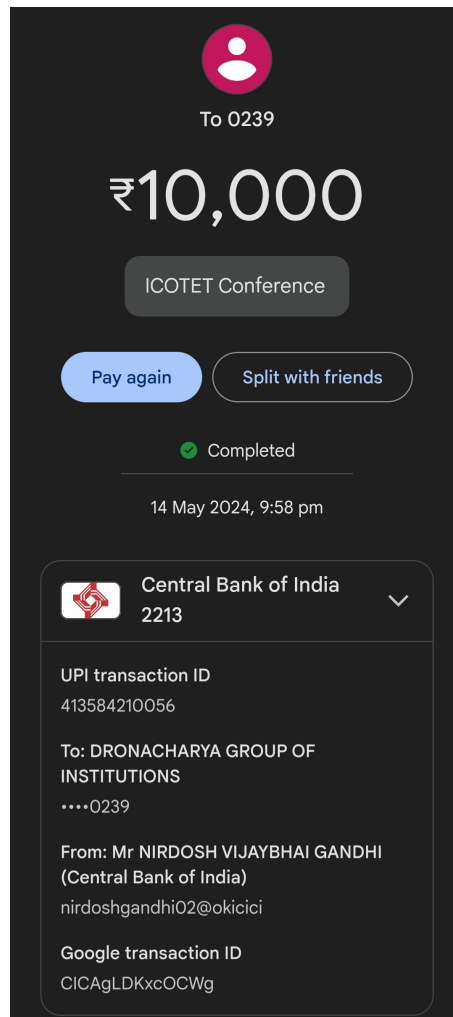 To 0239
₹10,000
ICOTET Conference
Pay again
Split with friends
Completed
14 May 2024, 9:58 pm
Central Bank of India
2213
UPI transaction ID
413584210056
To: DRONACHARYA GROUP OF
INSTITUTIONS
••••0239
From: Mr NIRDOSH VIJAYBHAI GANDHI
(Central Bank of India)
nirdoshgandhi02@okicici
Google transaction ID
CICAgLDKxcOCWg